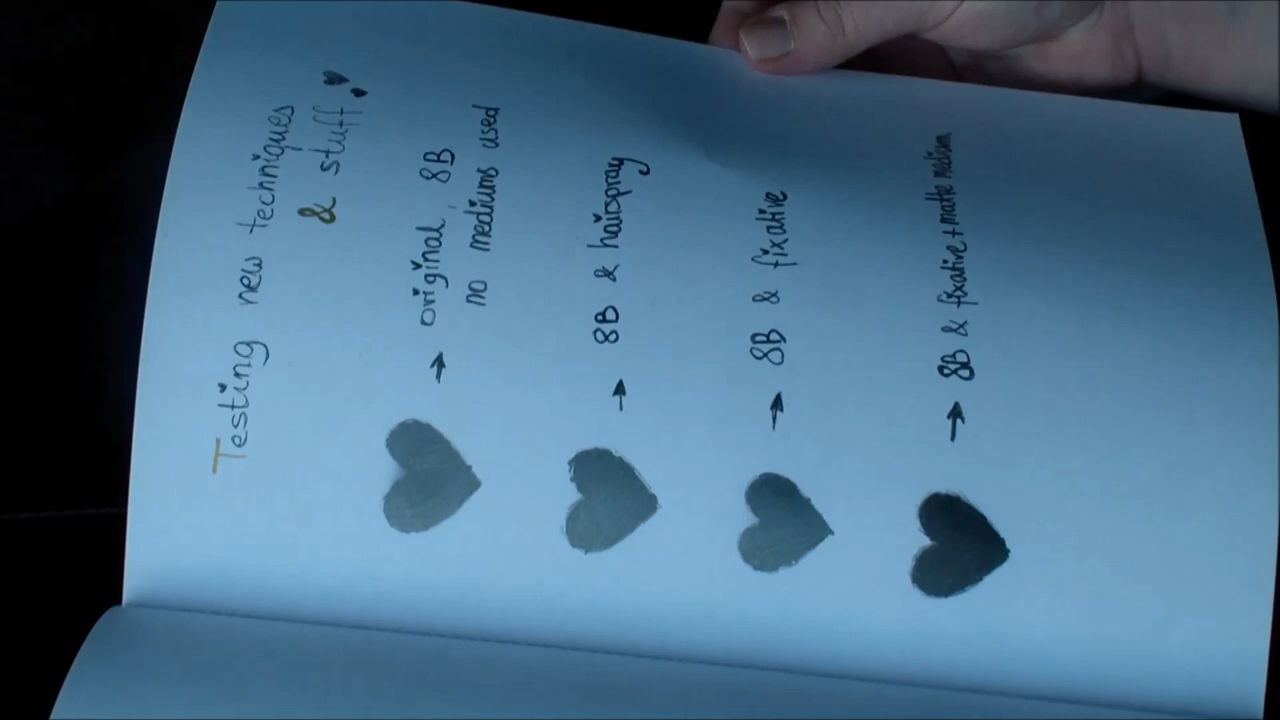 Testing new techniques
& stuff!
→ original, 8B
no mediums used
→ 8B & hairspray
→ 8B & fixative
→ 8B & fixative + matte medium